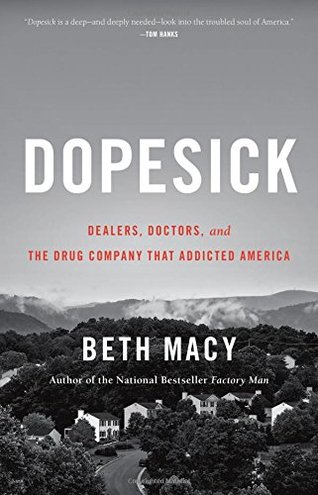 "Dopesick is a deep—and deeply needed—look into the troubled soul of America."
—TOM HANKS
DOPESICK
DEALERS, DOCTORS, and
THE DRUG COMPANY THAT ADDICTED AMERICA
BETH MACY
Author of the National Bestseller Factory Man